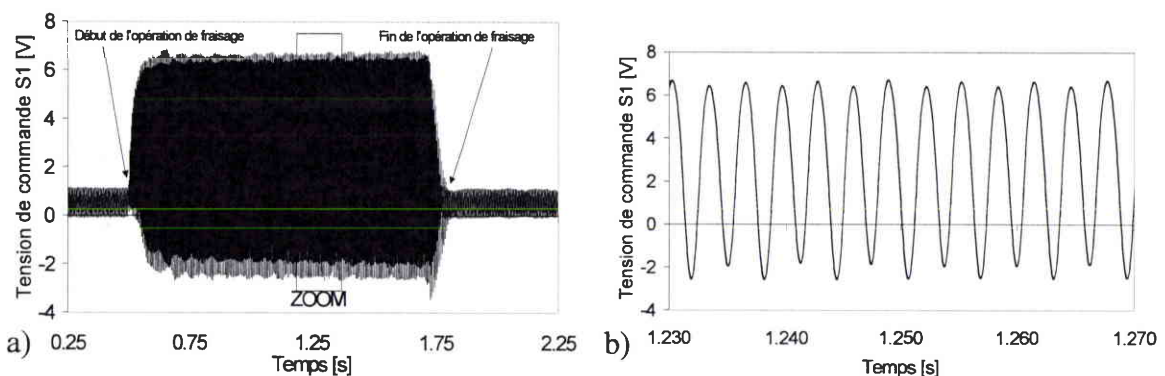 Tension de commande S1 [V]
8
6
4
2
0
-2
-4
Début de l'opération de fraisage
Fin de l'opération de fraisage
ZOOM
a)
0.25
0.75
1.25
1.75
2.25
Temps [s]
Tension de commande S1 [V]
8
6
4
2
0
-2
-4
b)
1.230
1.240
1.250
1.260
1.270
Temps [s]